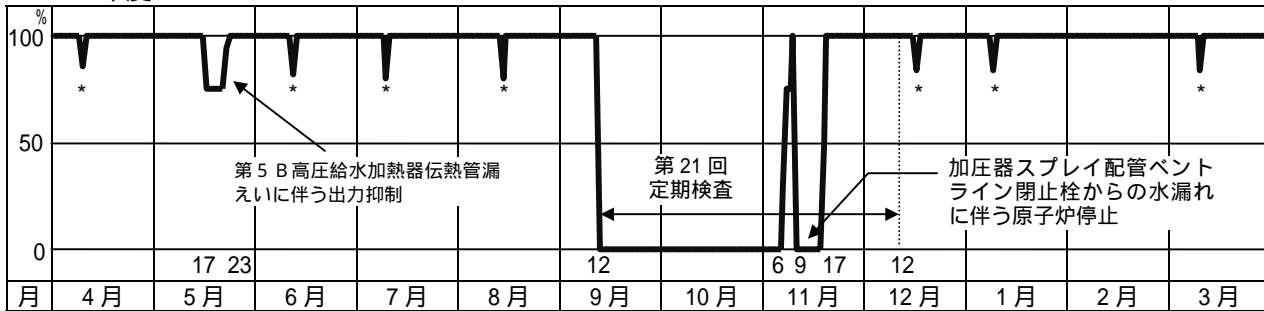 %
100
50
0
*
*
*
*
*
*
*
第5B高圧給水加熱器伝熱管漏
えいに伴う出力抑制
第21回
定期検査
加圧器スプレイ配管ベント
ライン閉止栓からの水漏れ
に伴う原子炉停止
17 23 12 6 9 17 12
月 4月 5月 6月 7月 8月 9月 10月 11月 12月 1月 2月 3月